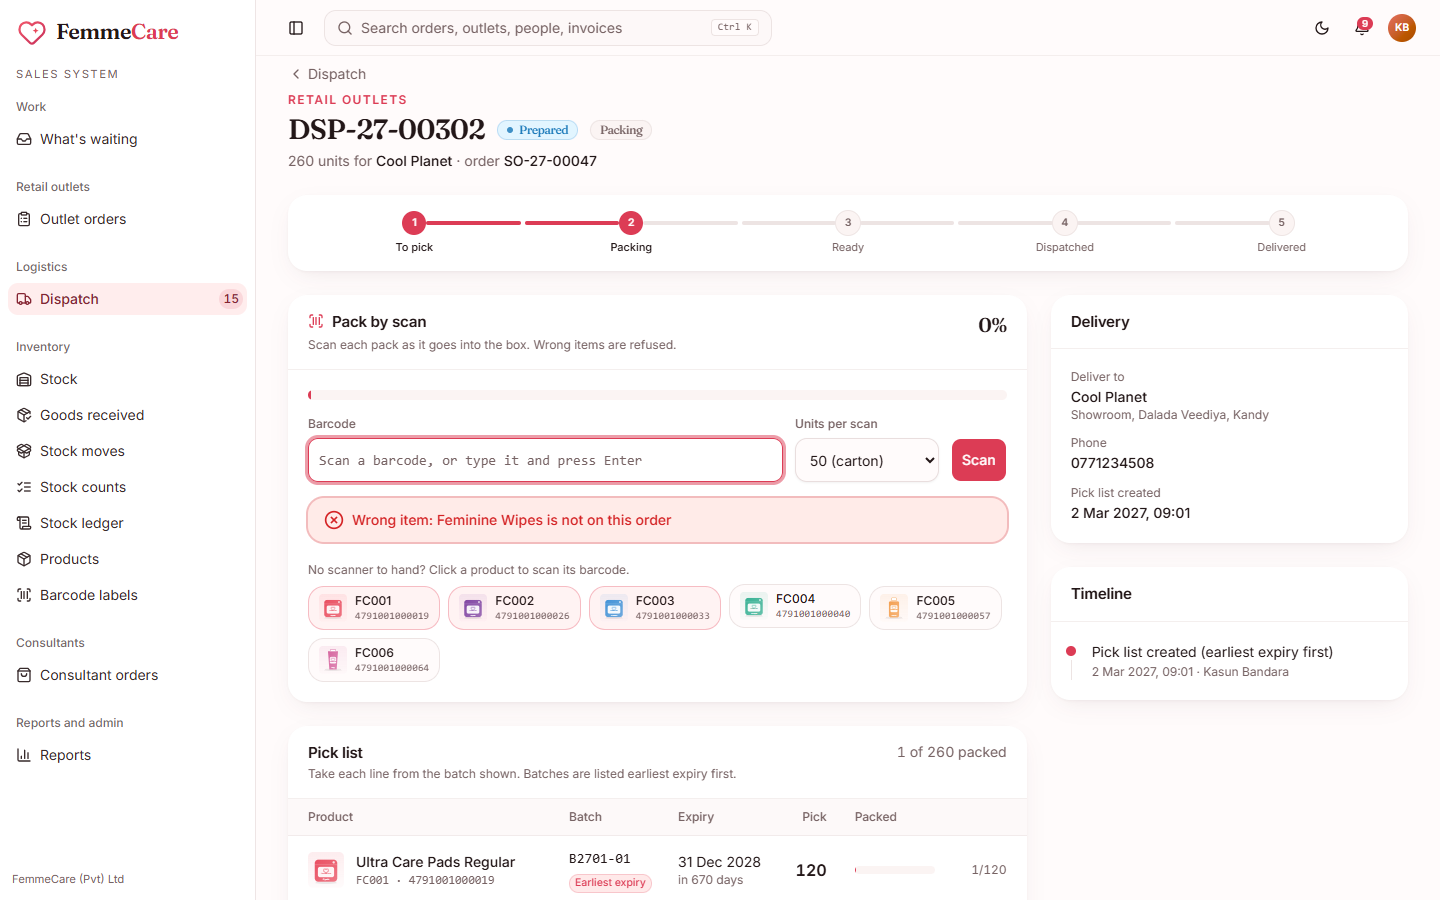 FemmeCare
SALES SYSTEM
Work
What's waiting
Retail outlets
Outlet orders
Logistics
Dispatch 15
Inventory
Stock
Goods received
Stock moves
Stock counts
Stock ledger
Products
Barcode labels
Consultants
Consultant orders
Reports and admin
Reports
FemmeCare (Pvt) Ltd
Search orders, outlets, people, invoices Ctrl K
9
KB
Dispatch
RETAIL OUTLETS
DSP-27-00302 Prepared Packing
260 units for Cool Planet · order SO-27-00047
1 2 3 4 5
To pick Packing Ready Dispatched Delivered
Pack by scan 0%
Scan each pack as it goes into the box. Wrong items are refused.
Barcode Units per scan
Scan a barcode, or type it and press Enter 50 (carton) Scan
Wrong item: Feminine Wipes is not on this order
No scanner to hand? Click a product to scan its barcode.
FC001
4791001000019
FC002
4791001000026
FC003
4791001000033
FC004
4791001000040
FC005
4791001000057
FC006
4791001000064
Pick list 1 of 260 packed
Take each line from the batch shown. Batches are listed earliest expiry first.
Product Batch Expiry Pick Packed
Ultra Care Pads Regular B2701-01 31 Dec 2028 120 1/120
FC001 · 4791001000019 Earliest expiry in 670 days
Delivery
Deliver to
Cool Planet
Showroom, Dalada Veediya, Kandy
Phone
0771234508
Pick list created
2 Mar 2027, 09:01
Timeline
Pick list created (earliest expiry first)
2 Mar 2027, 09:01 · Kasun Bandara